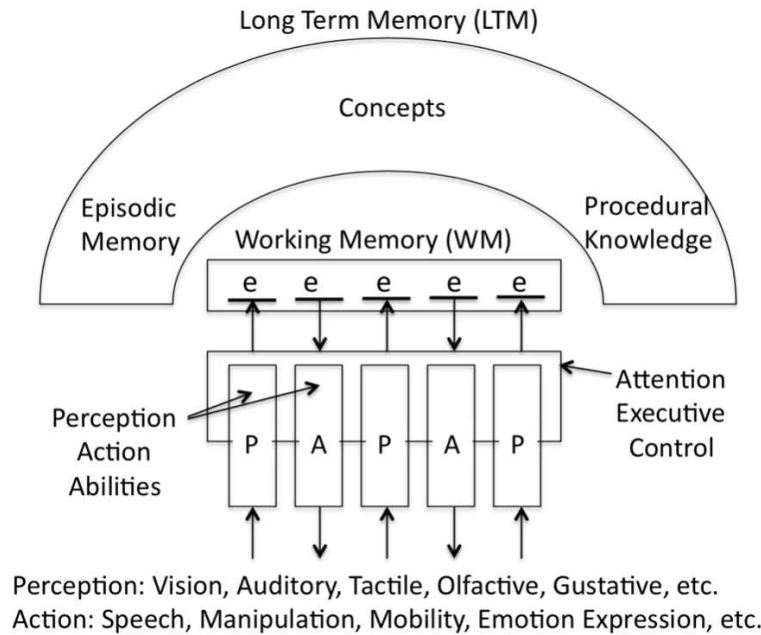 Long Term Memory (LTM)
Concepts
Episodic
Memory
Procedural
Knowledge
Working Memory (WM)
e e e e e
Attention
Executive
Control
Perception
Action
Abilities
P A P A P
Perception: Vision, Auditory, Tactile, Olfactive, Gustative, etc.
Action: Speech, Manipulation, Mobility, Emotion Expression, etc.